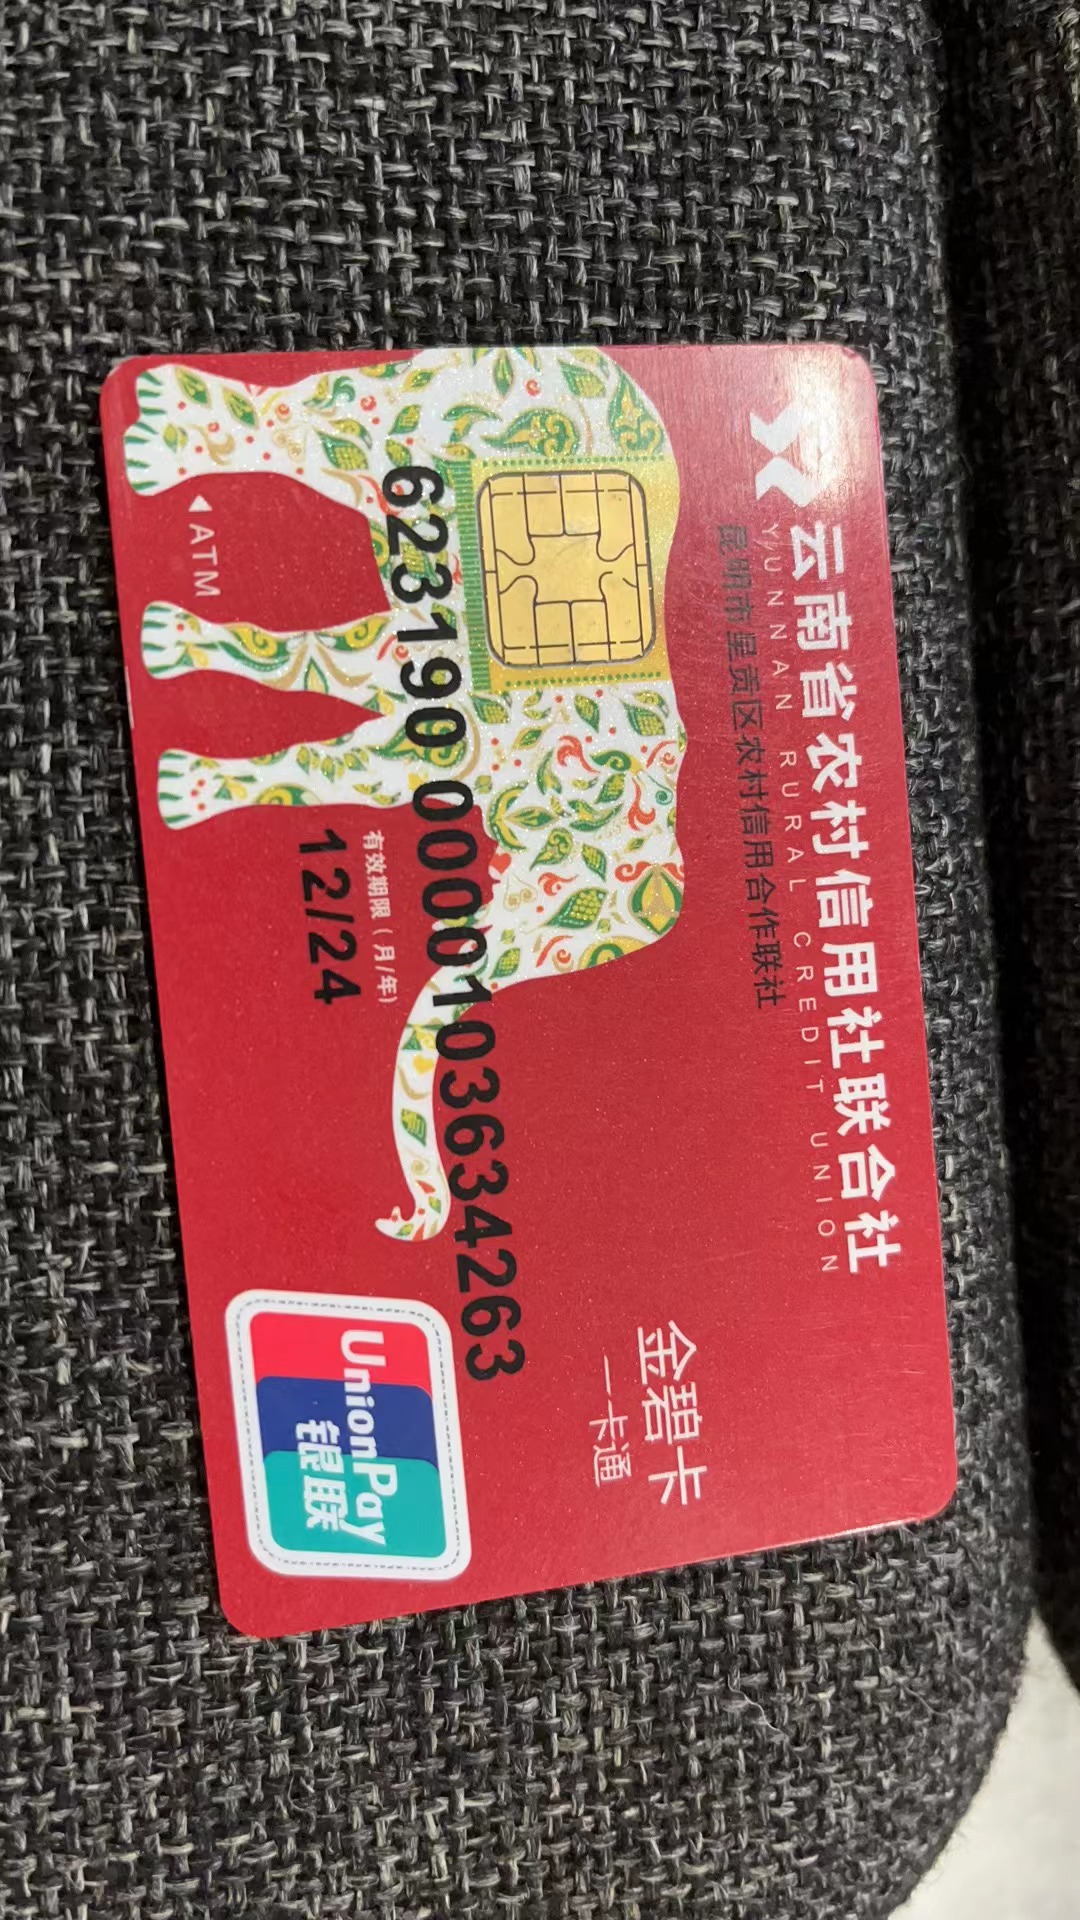 云南省农村信用社联合社
YUNNAN RURAL CREDIT UNION
昆明市呈贡区农村信用合作联社
金碧卡
一卡通
623190 0000103634263
有效期限(月/年)
12/24
ATM
UnionPay
银联